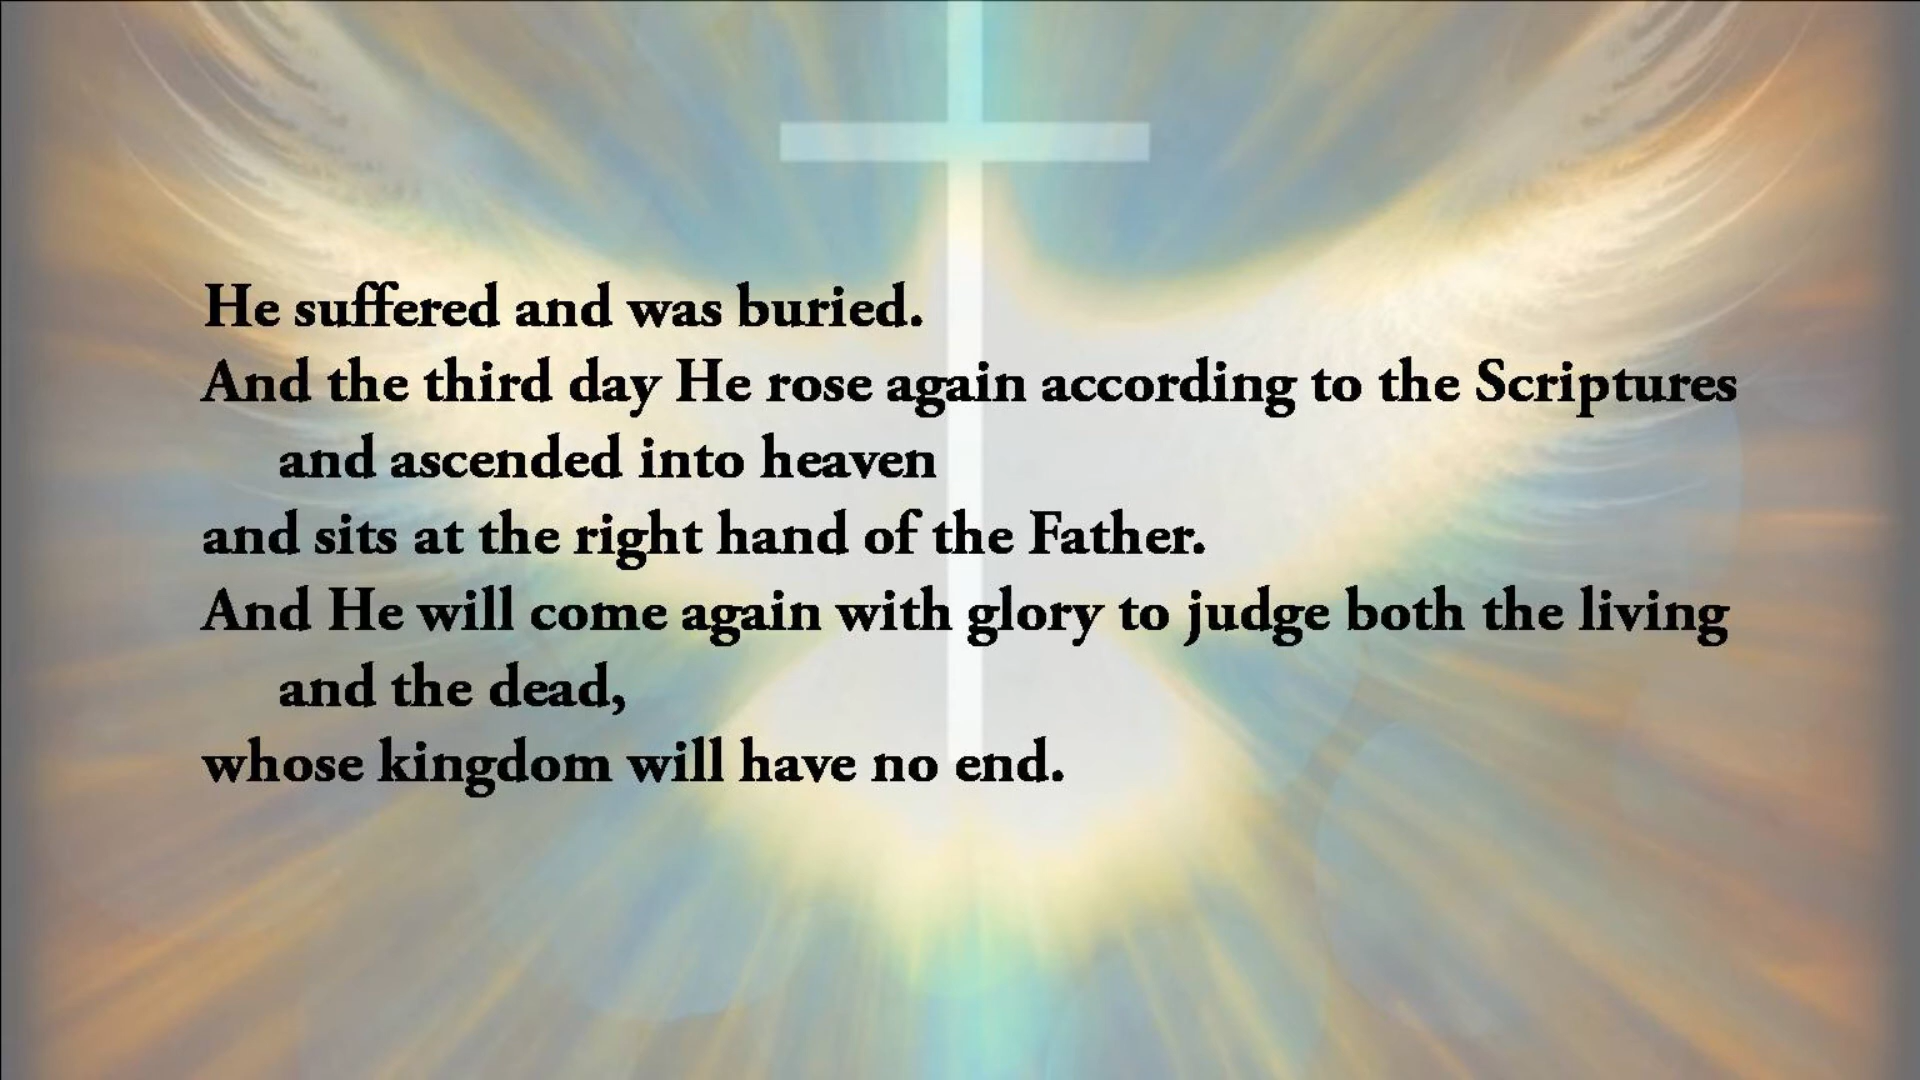 He suffered and was buried.
And the third day He rose again according to the Scriptures
and ascended into heaven
and sits at the right hand of the Father.
And He will come again with glory to judge both the living
and the dead,
whose kingdom will have no end.